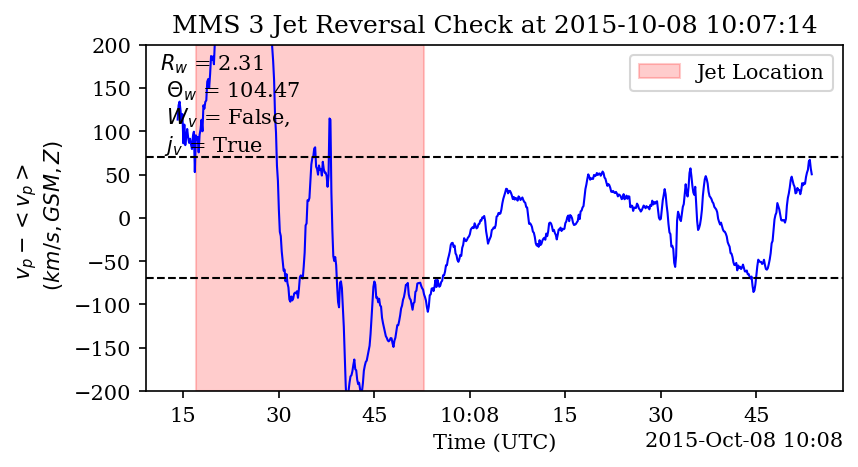 MMS 3 Jet Reversal Check at 2015-10-08 10:07:14
R_w = 2.31
Θ_w = 104.47
W_v = False,
j_v = True
Jet Location
v_p − < v_p >
(km/s, GSM, Z)
200
150
100
50
0
−50
−100
−150
−200
15
30
45
10:08
15
30
45
Time (UTC)
2015-Oct-08 10:08